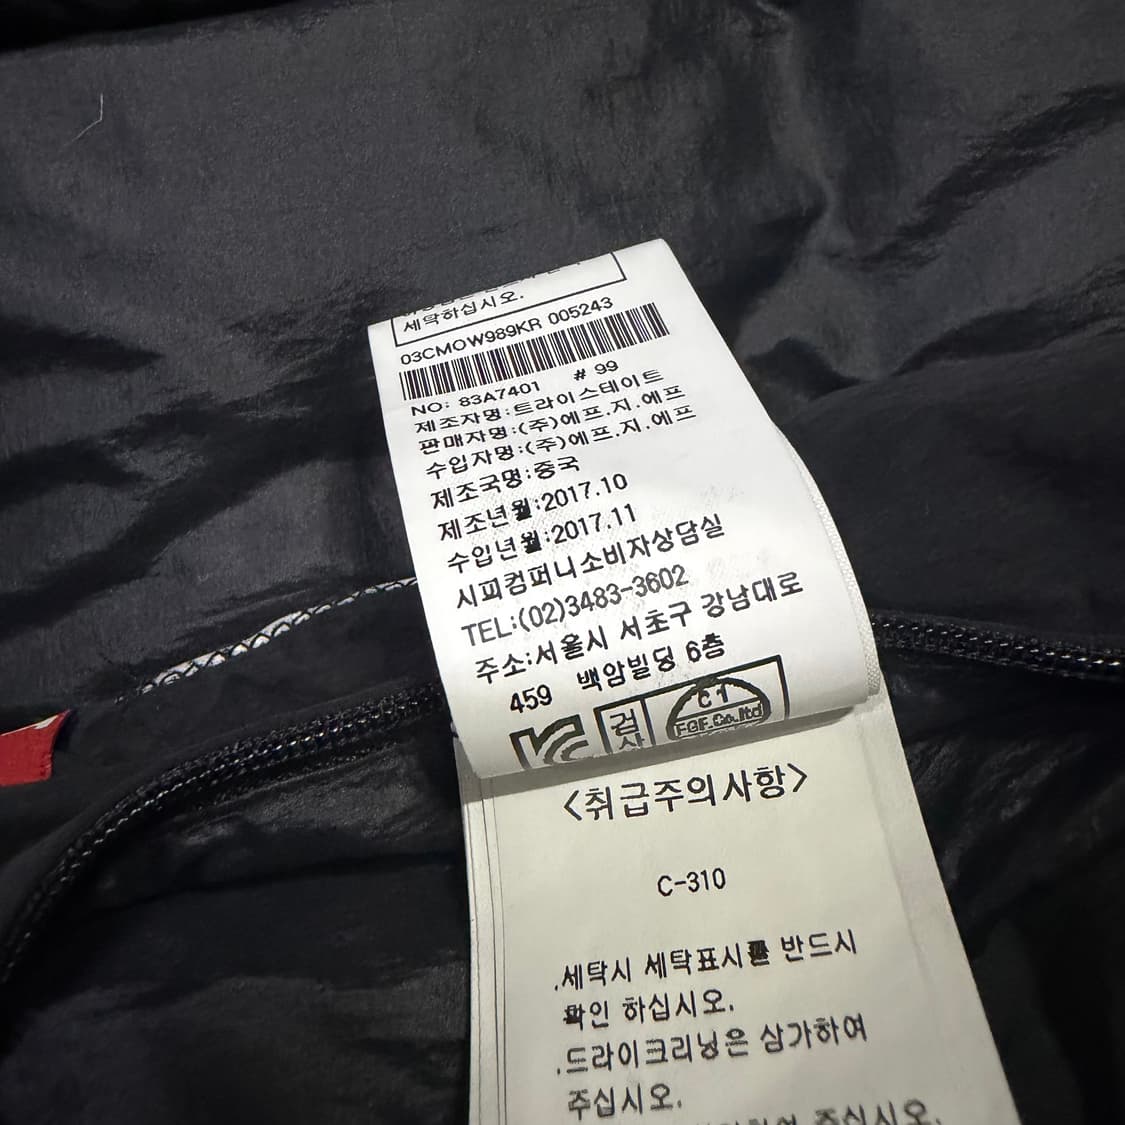 세탁하십시오.
03CMOW989KR 005243
NO: 83A7401 # 99
제조자명:트라이스테이트
판매자명:(주)에프.지.에프
수입자명:(주)에프.지.에프
제조국명:중국
제조년월:2017.10
수입년월:2017.11
시피컴퍼니소비자상담실
TEL:(02)3483-3602
주소:서울시 서초구 강남대로
459 백암빌딩 6층
KC 검사 C 1
FGF.Co.ltd
<취급주의사항>
C-310
.세탁시 세탁표시를 반드시
확인 하십시오.
.드라이크리닝은 삼가하여
주십시오.
주십시오.